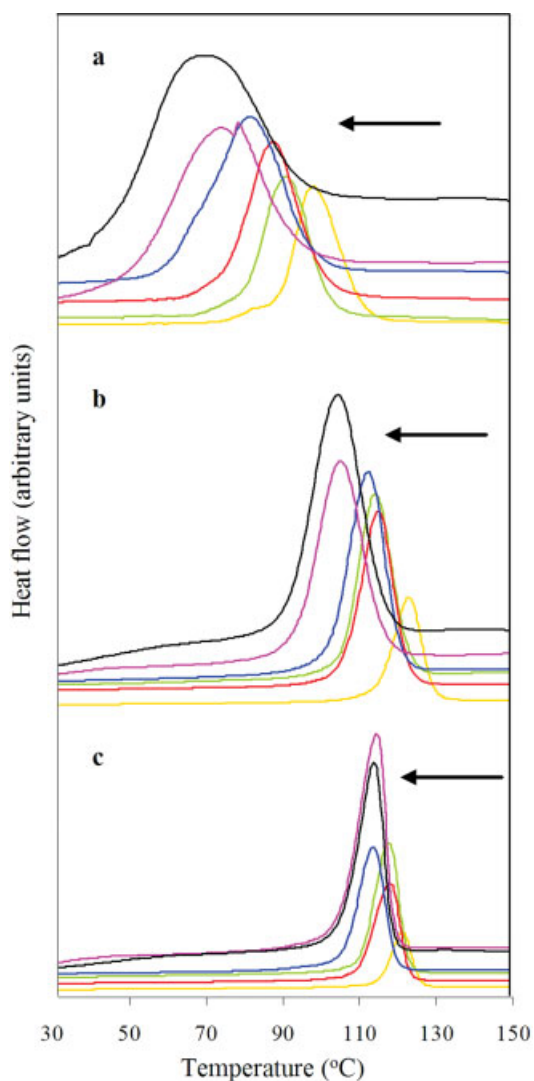 a
b
c
Heat flow (arbitrary units)
30 50 70 90 110 130 150
Temperature (°C)